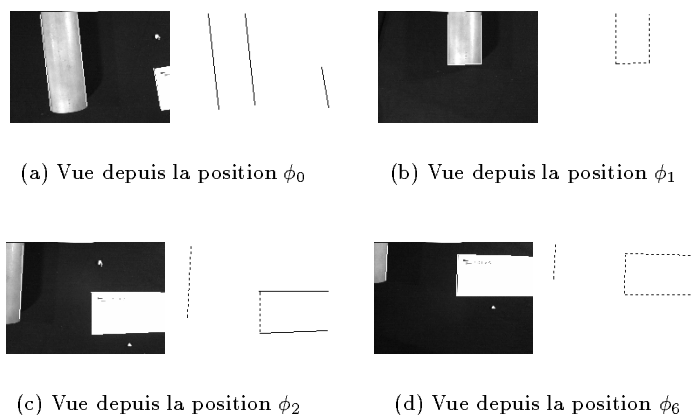 (a) Vue depuis la position ϕ₀
(b) Vue depuis la position ϕ₁
(c) Vue depuis la position ϕ₂
(d) Vue depuis la position ϕ₆